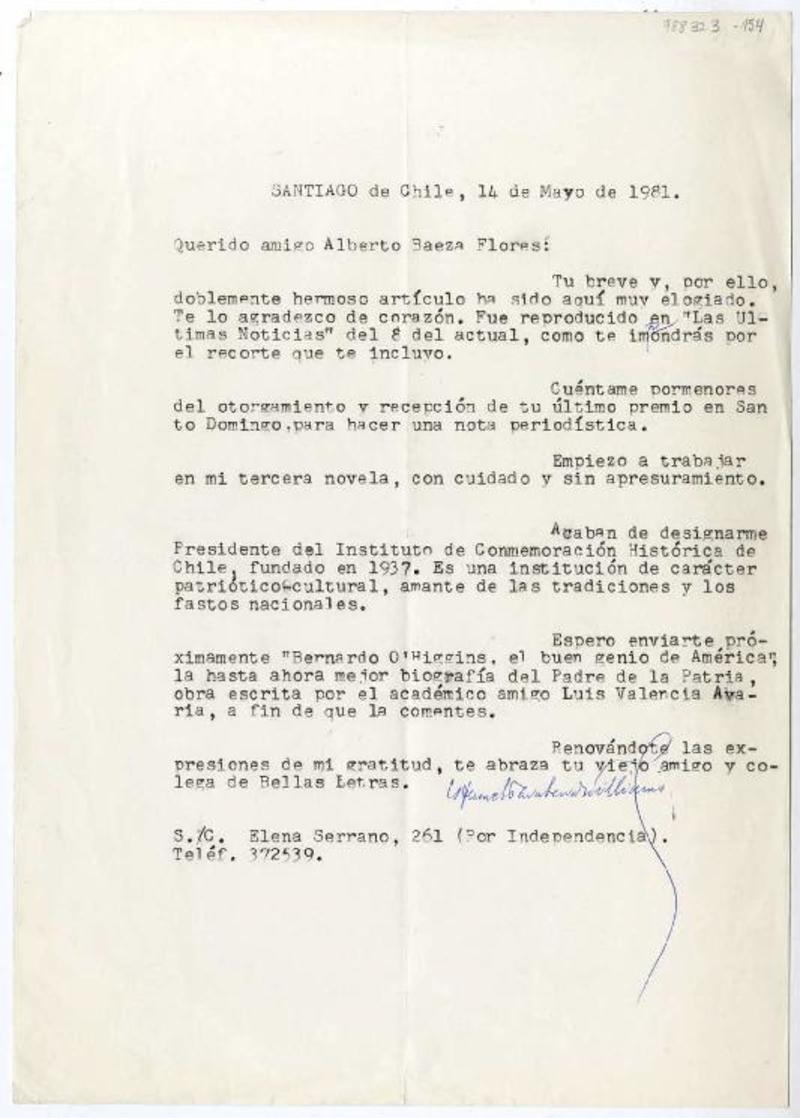 988323 -154
SANTIAGO de Chile, 14 de Mayo de 1981.
Querido amigo Alberto Baeza Flores:
Tu breve y, por ello,
doblemente hermoso artículo ha sido aquí muy elogiado.
Te lo agradezco de corazón. Fue reproducido en "Las Ul-
timas Noticias" del 8 del actual, como te imondrás por
el recorte que te incluyo.
Cuéntame pormenores
del otorgamiento y recepción de tu último premio en San
to Domingo,para hacer una nota periodística.
Empiezo a trabajar
en mi tercera novela, con cuidado y sin apresuramiento.
Acaban de designarme
Presidente del Instituto de Conmemoración Histórica de
Chile, fundado en 1937. Es una institución de carácter
patriótico-cultural, amante de las tradiciones y los
fastos nacionales.
Espero enviarte pró-
ximamente "Bernardo O'Higgins, el buen genio de América",
la hasta ahora mejor biografía del Padre de la Patria,
obra escrita por el académico amigo Luis Valencia Ava-
ria, a fin de que la comentes.
Renovándote las ex-
presiones de mi gratitud, te abraza tu viejo amigo y co-
lega de Bellas Letras.
S./C. Elena Serrano, 261 (Por Independencia).
Teléf. 372539.